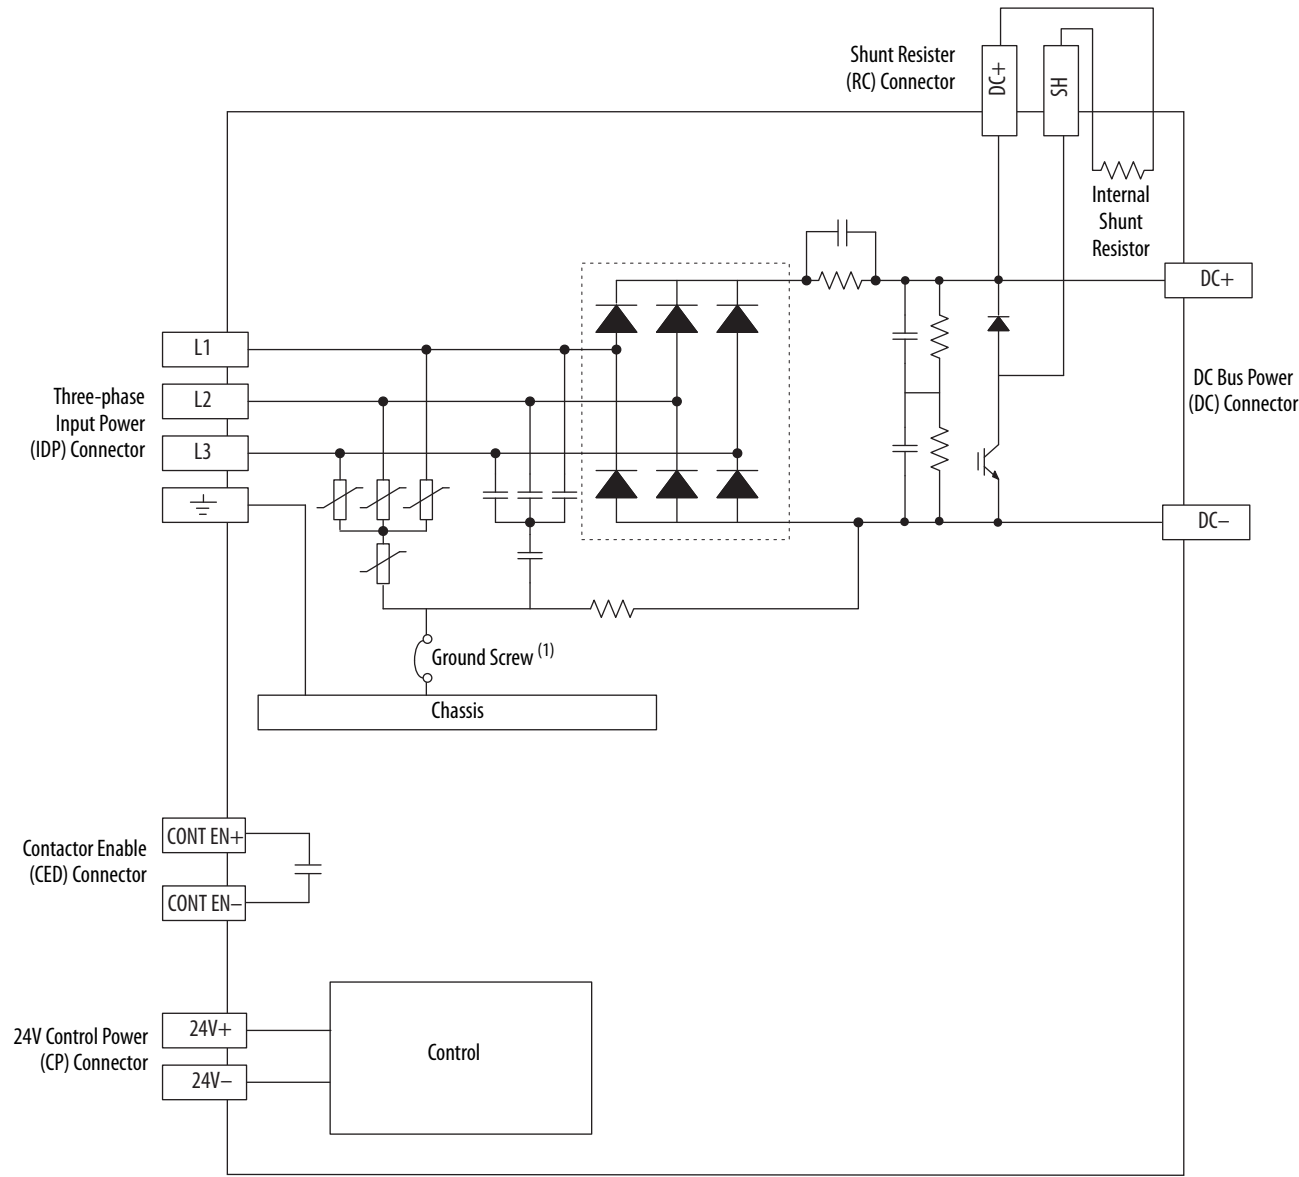 Shunt Resister
(RC) Connector
DC+
SH
Internal
Shunt
Resistor
DC+
L1
Three-phase
Input Power
(IDP) Connector
L2
L3
DC Bus Power
(DC) Connector
DC–
Ground Screw (1)
Chassis
CONT EN+
Contactor Enable
(CED) Connector
CONT EN–
24V+
24V Control Power
(CP) Connector
24V–
Control